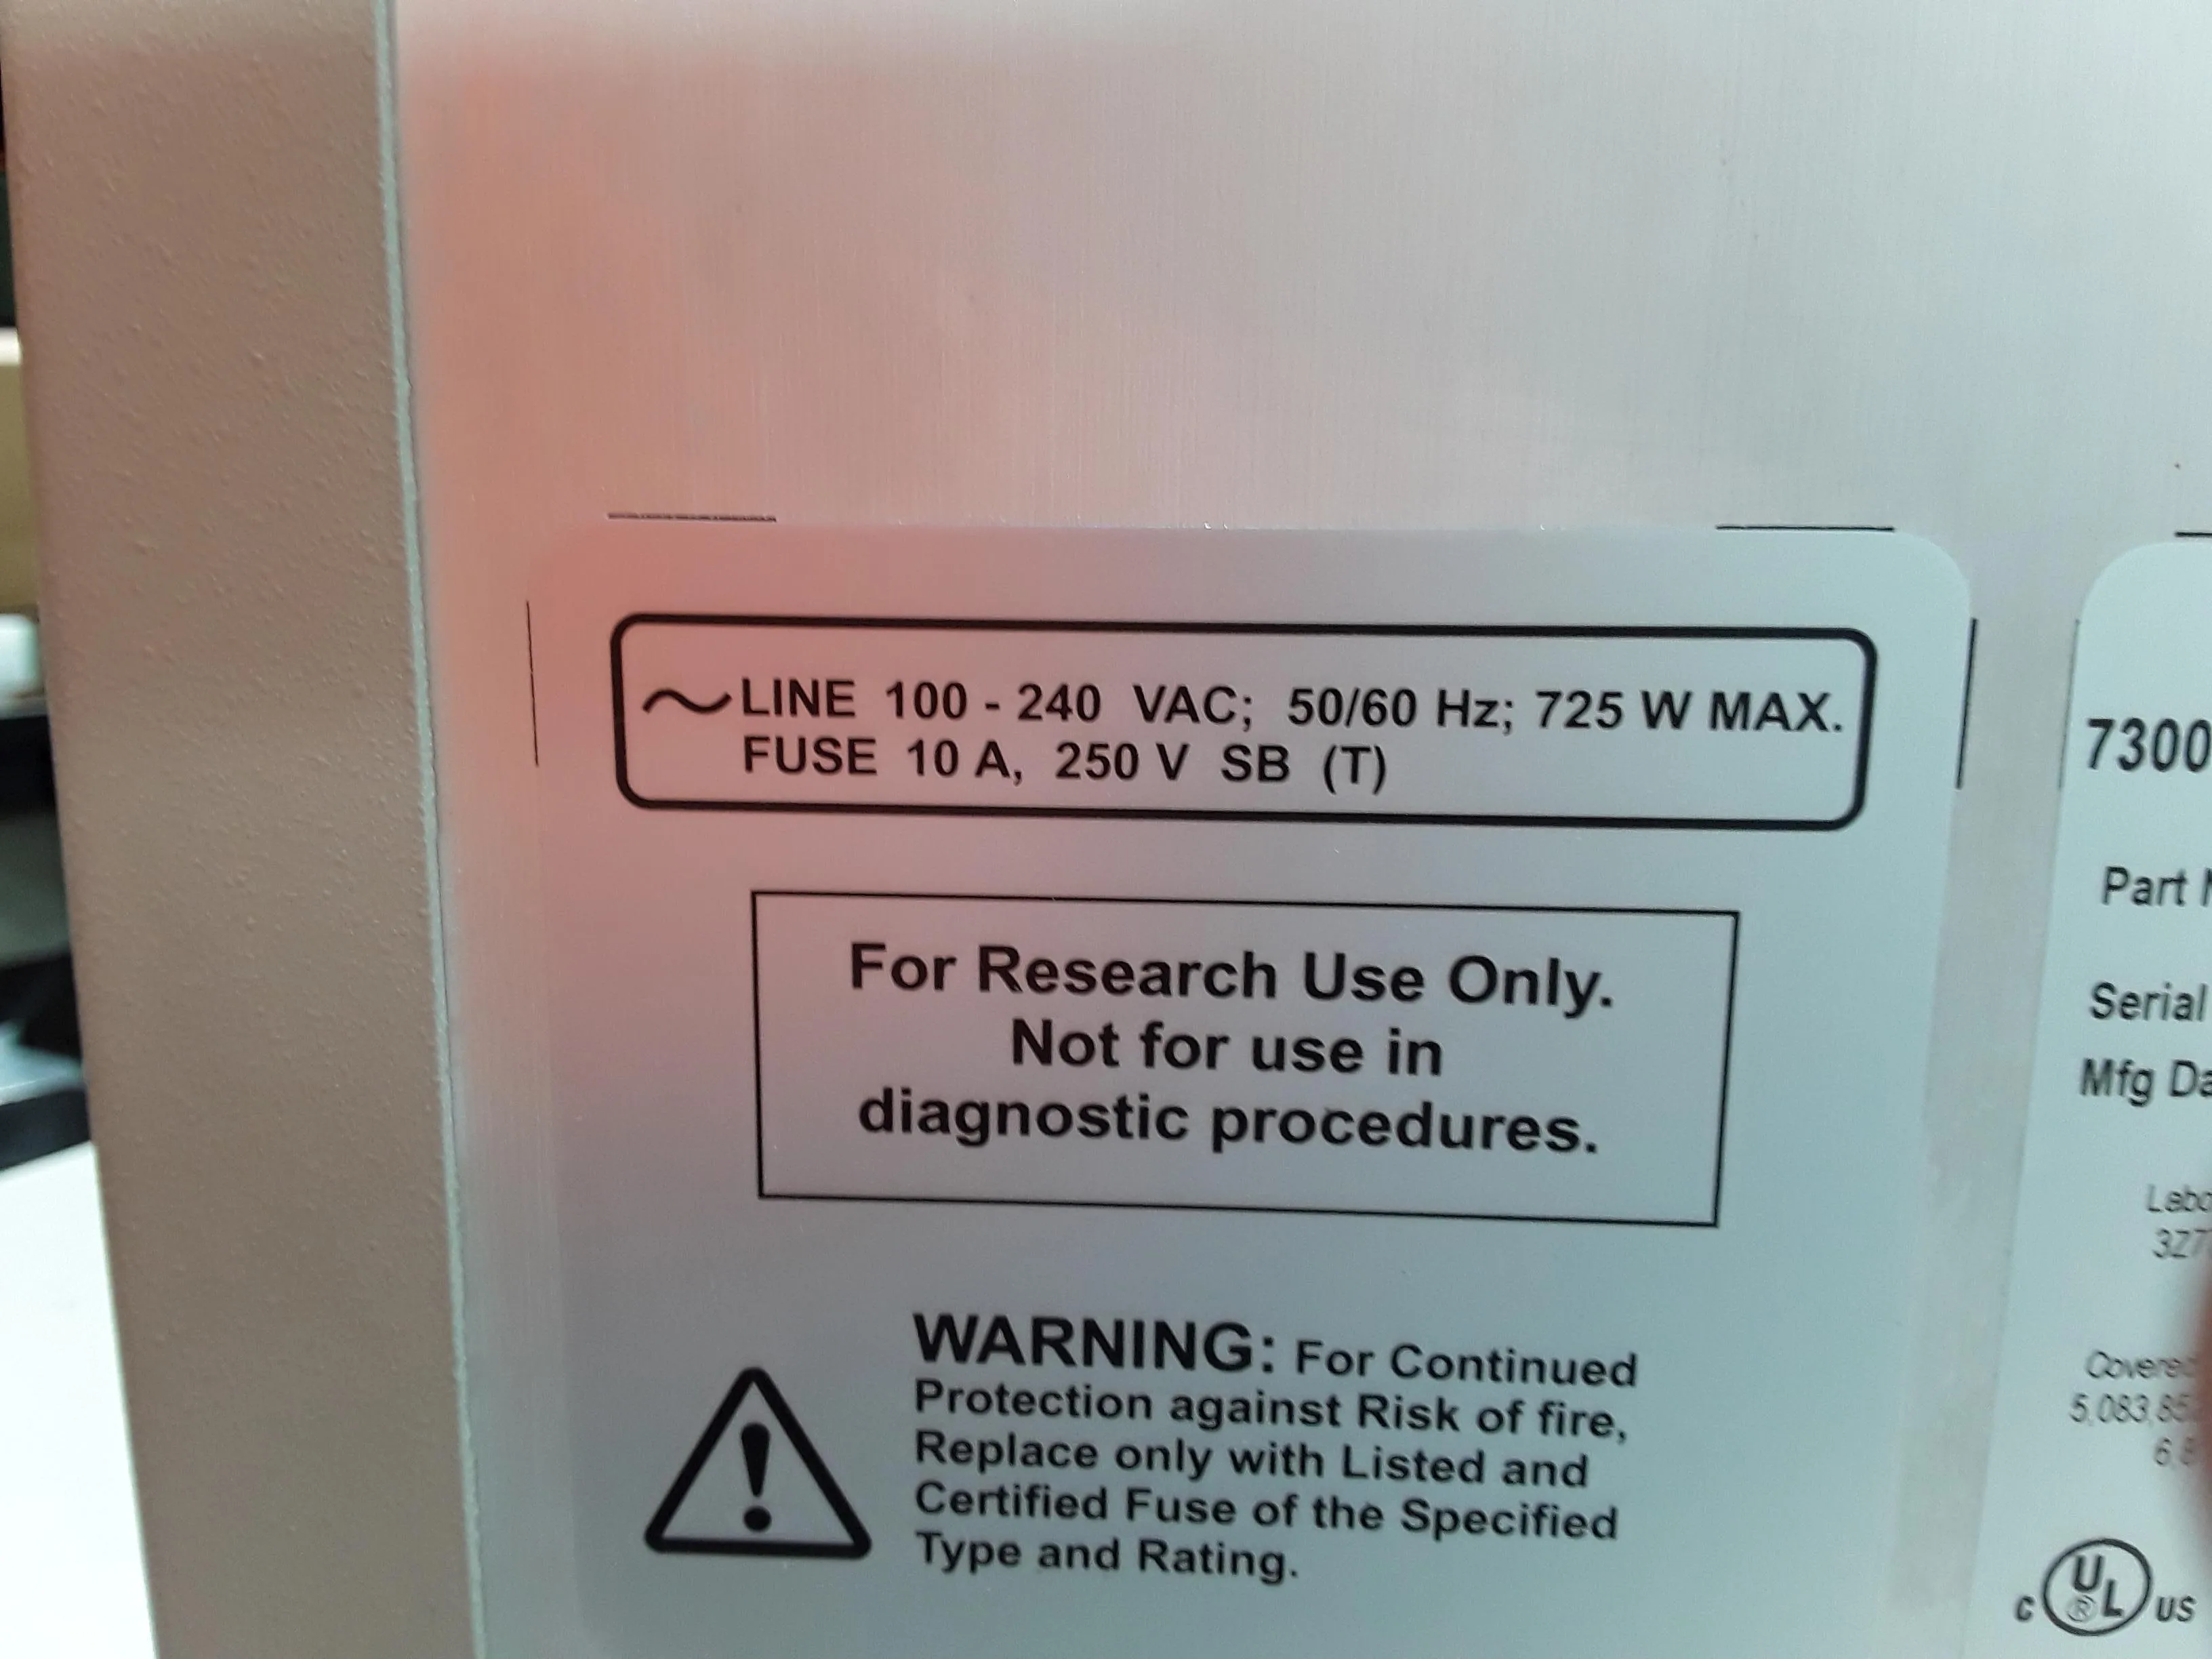 ~LINE 100 - 240 VAC; 50/60 Hz; 725 W MAX.
FUSE 10 A, 250 V SB (T)
For Research Use Only.
Not for use in
diagnostic procedures.
WARNING: For Continued
Protection against Risk of fire,
Replace only with Listed and
Certified Fuse of the Specified
Type and Rating.
7300
Part
Serial
Mfg
C UL ® US